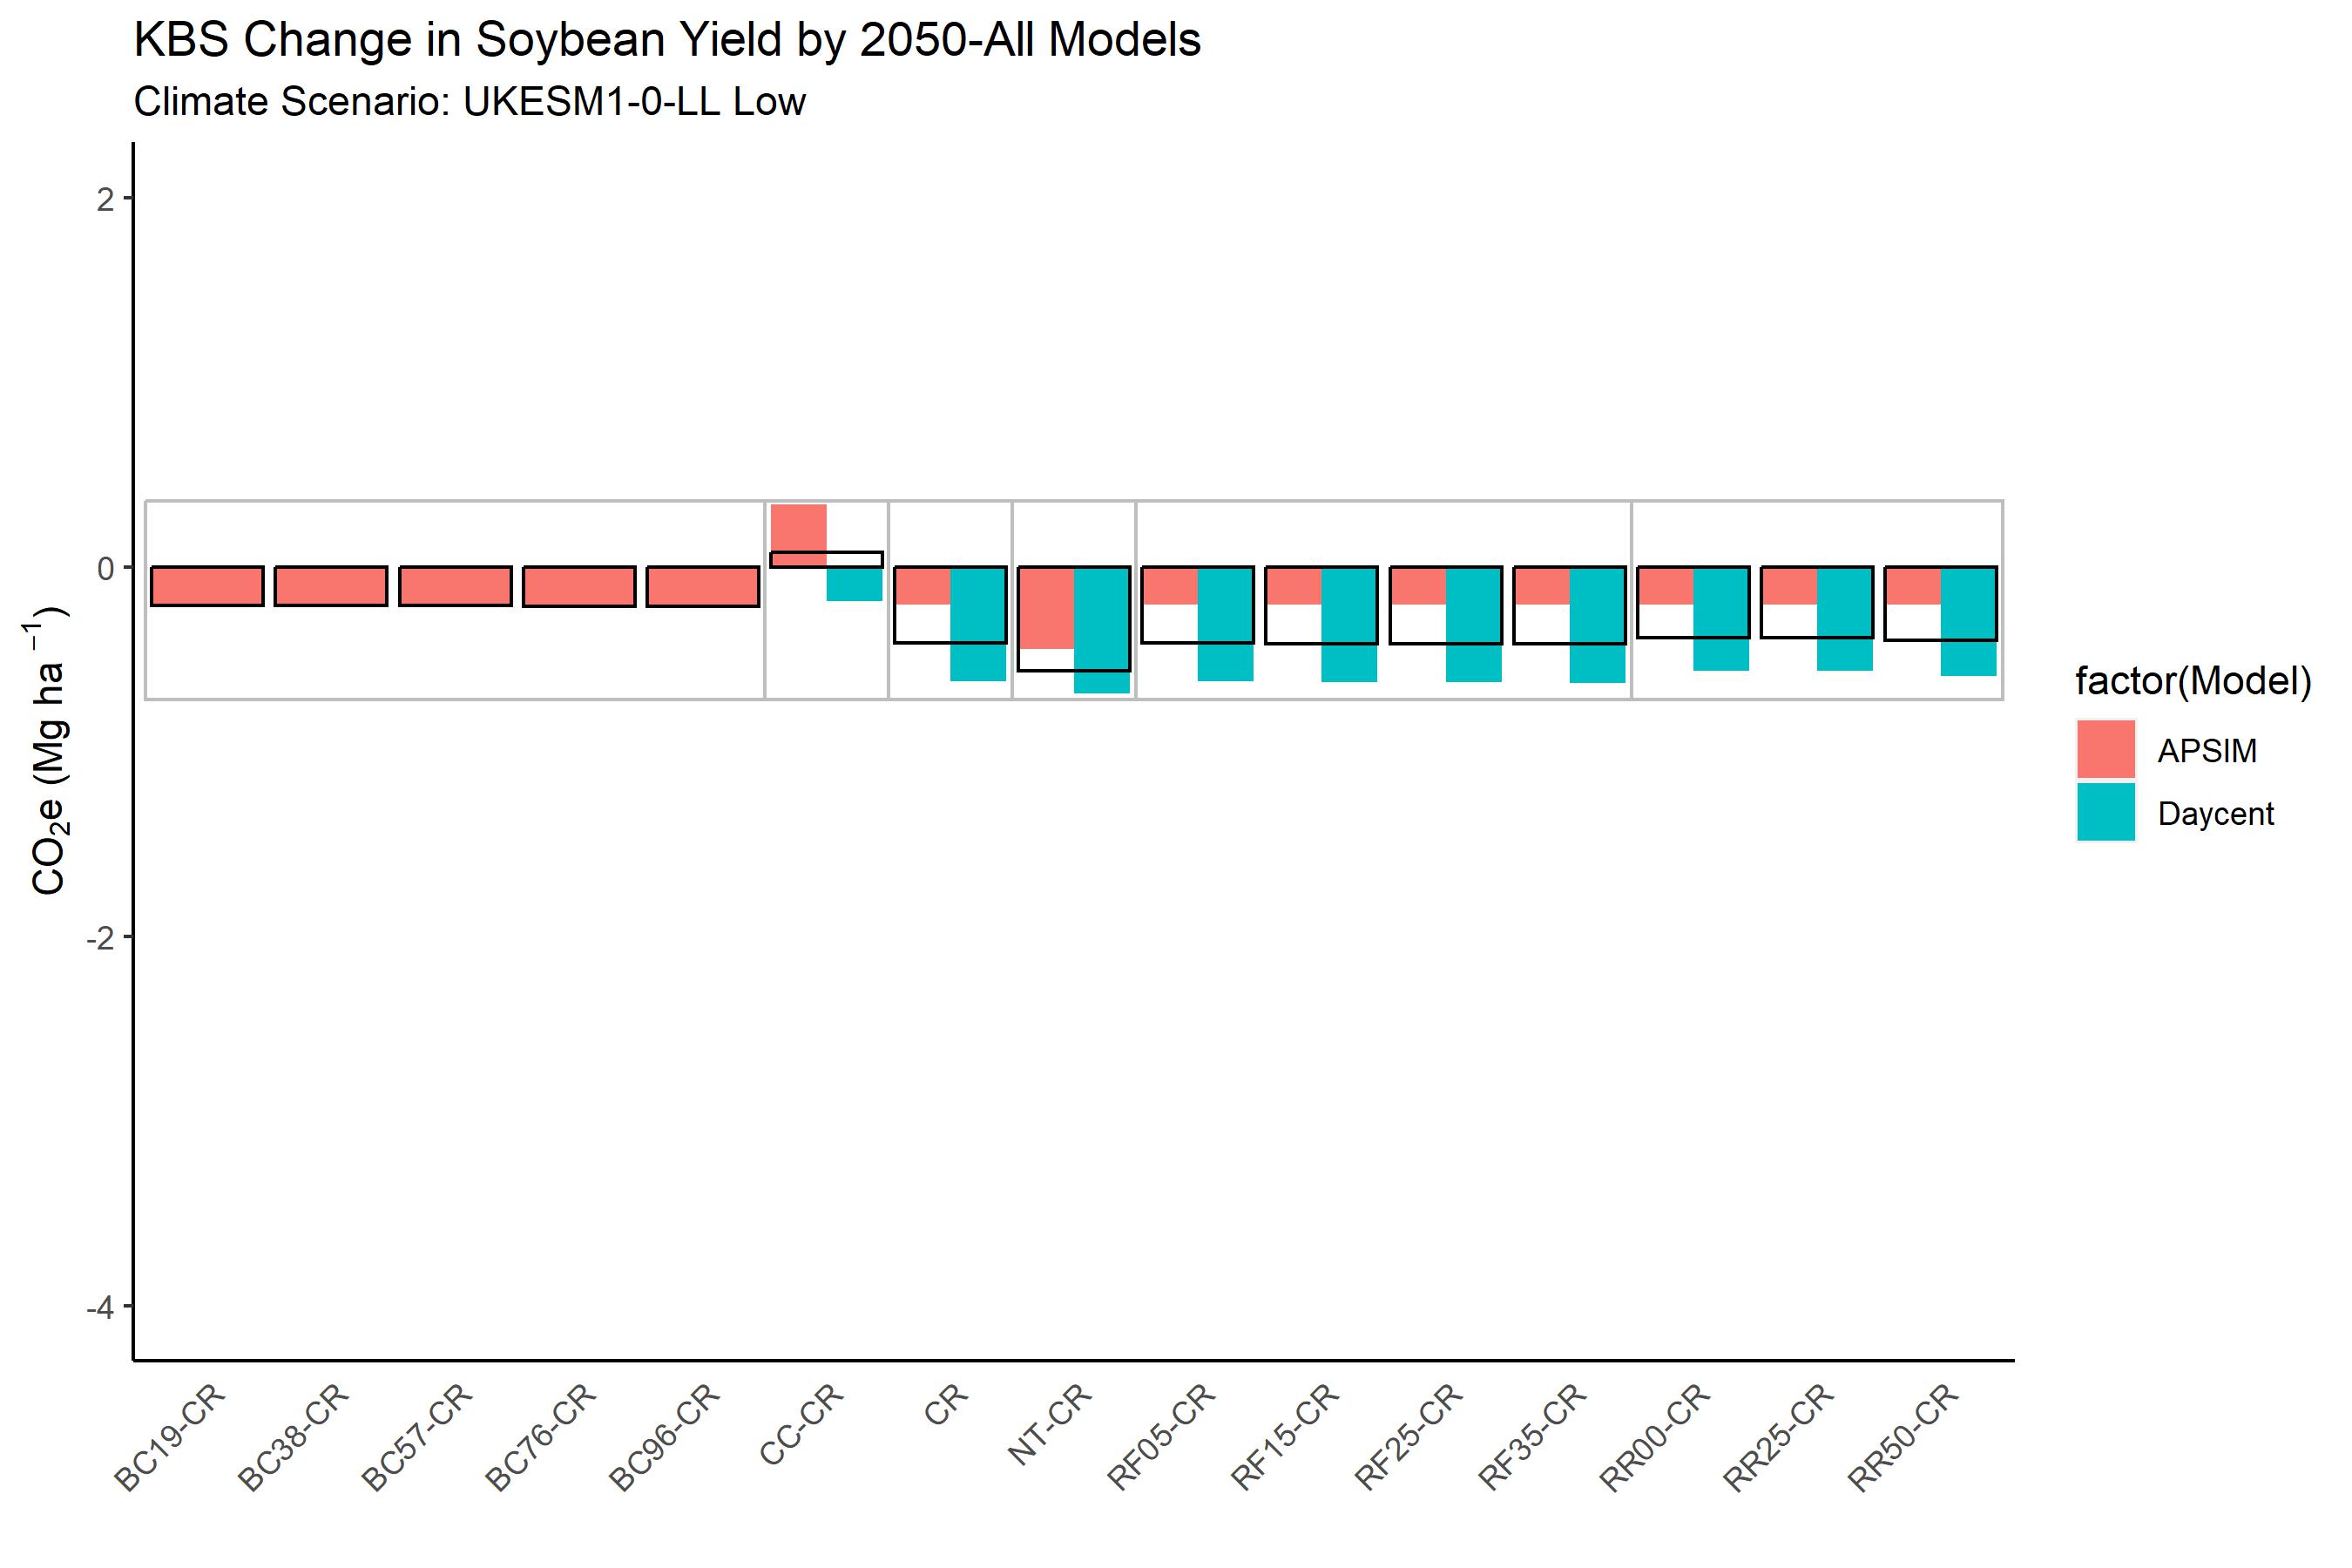 KBS Change in Soybean Yield by 2050-All Models
Climate Scenario: UKESM1-0-LL Low
CO₂e (Mg ha ⁻¹)
2
0
-2
-4
BC19-CR
BC38-CR
BC57-CR
BC76-CR
BC96-CR
CC-CR
CR
NT-CR
RF05-CR
RF15-CR
RF25-CR
RF35-CR
RR00-CR
RR25-CR
RR50-CR
factor(Model)
APSIM
Daycent